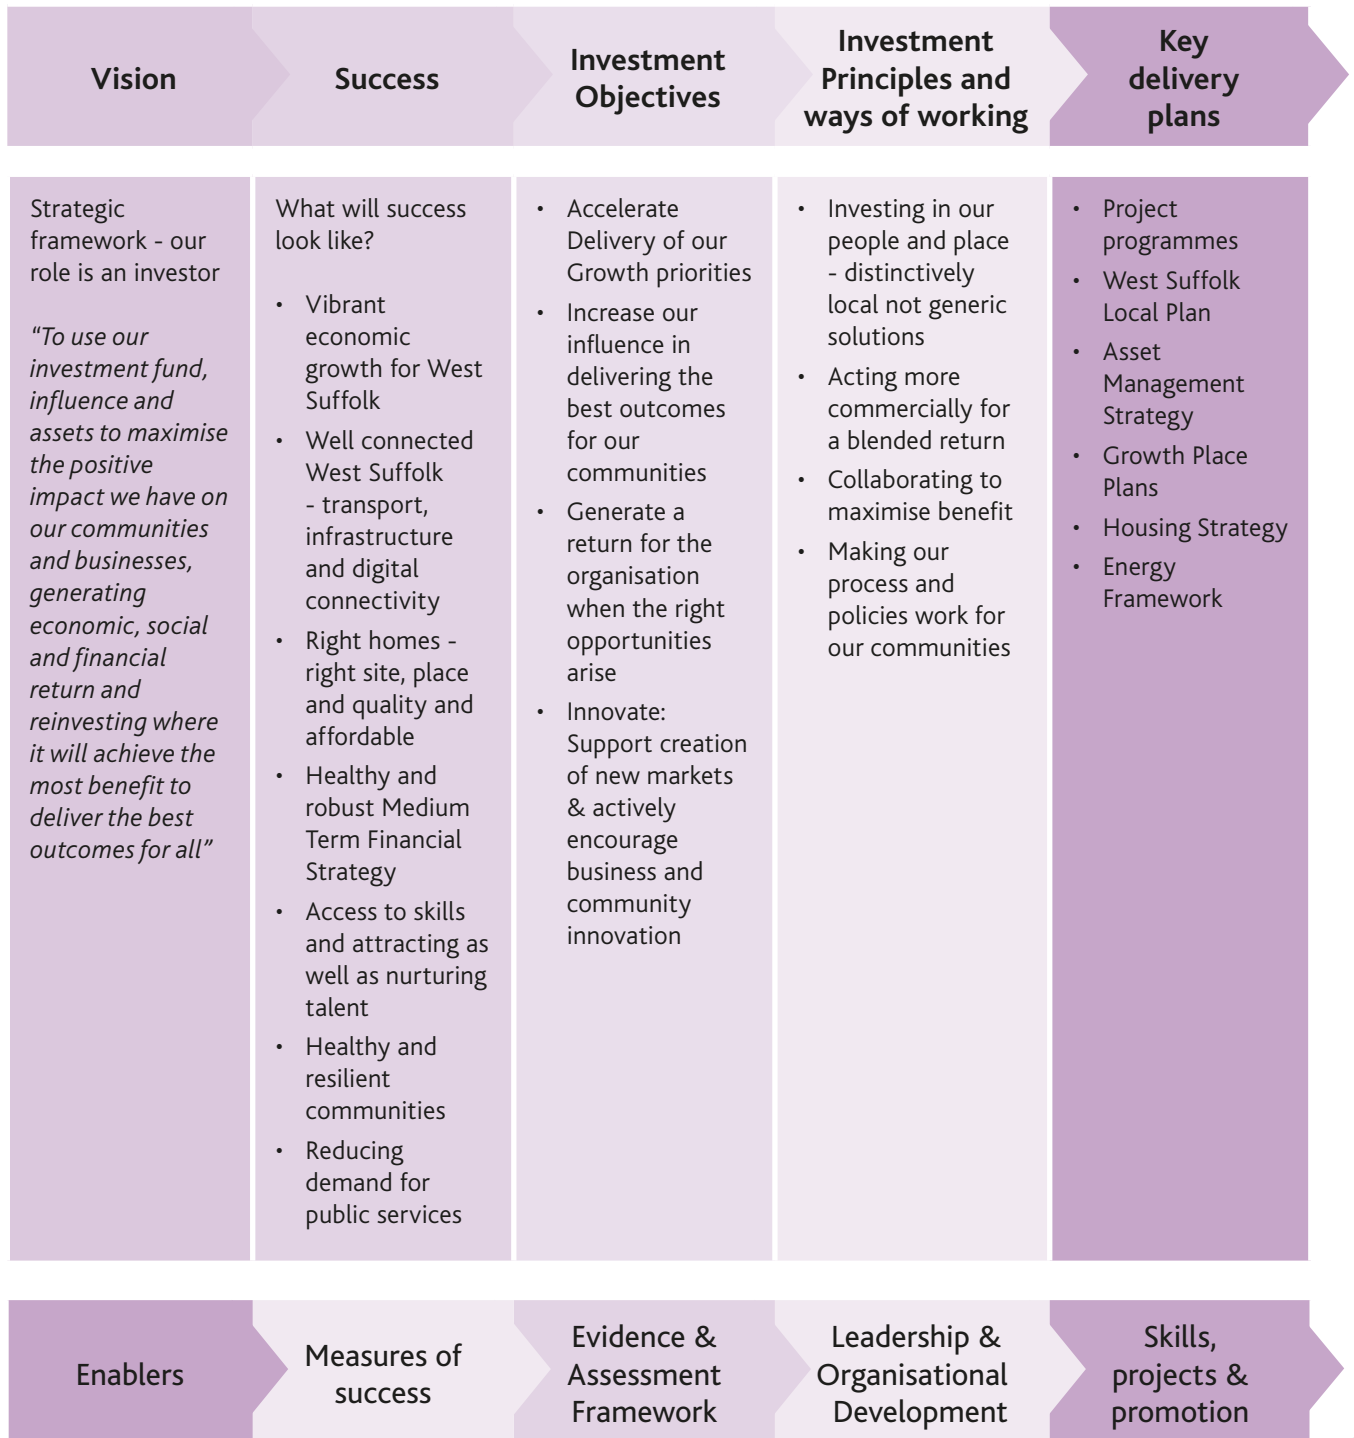 Vision
Success
Investment
Objectives
Investment
Principles and
ways of working
Key
delivery
plans
Strategic
framework - our
role is an investor
“To use our
investment fund,
influence and
assets to maximise
the positive
impact we have on
our communities
and businesses,
generating
economic, social
and financial
return and
reinvesting where
it will achieve the
most benefit to
deliver the best
outcomes for all”
What will success
look like?
• Vibrant
economic
growth for West
Suffolk
• Well connected
West Suffolk
- transport,
infrastructure
and digital
connectivity
• Right homes -
right site, place
and quality and
affordable
• Healthy and
robust Medium
Term Financial
Strategy
• Access to skills
and attracting as
well as nurturing
talent
• Healthy and
resilient
communities
• Reducing
demand for
public services
• Accelerate
Delivery of our
Growth priorities
• Increase our
influence in
delivering the
best outcomes
for our
communities
• Generate a
return for the
organisation
when the right
opportunities
arise
• Innovate:
Support creation
of new markets
& actively
encourage
business and
community
innovation
• Investing in our
people and place
- distinctively
local not generic
solutions
• Acting more
commercially for
a blended return
• Collaborating to
maximise benefit
• Making our
process and
policies work for
our communities
• Project
programmes
• West Suffolk
Local Plan
• Asset
Management
Strategy
• Growth Place
Plans
• Housing Strategy
• Energy
Framework
Enablers
Measures of
success
Evidence &
Assessment
Framework
Leadership &
Organisational
Development
Skills,
projects &
promotion